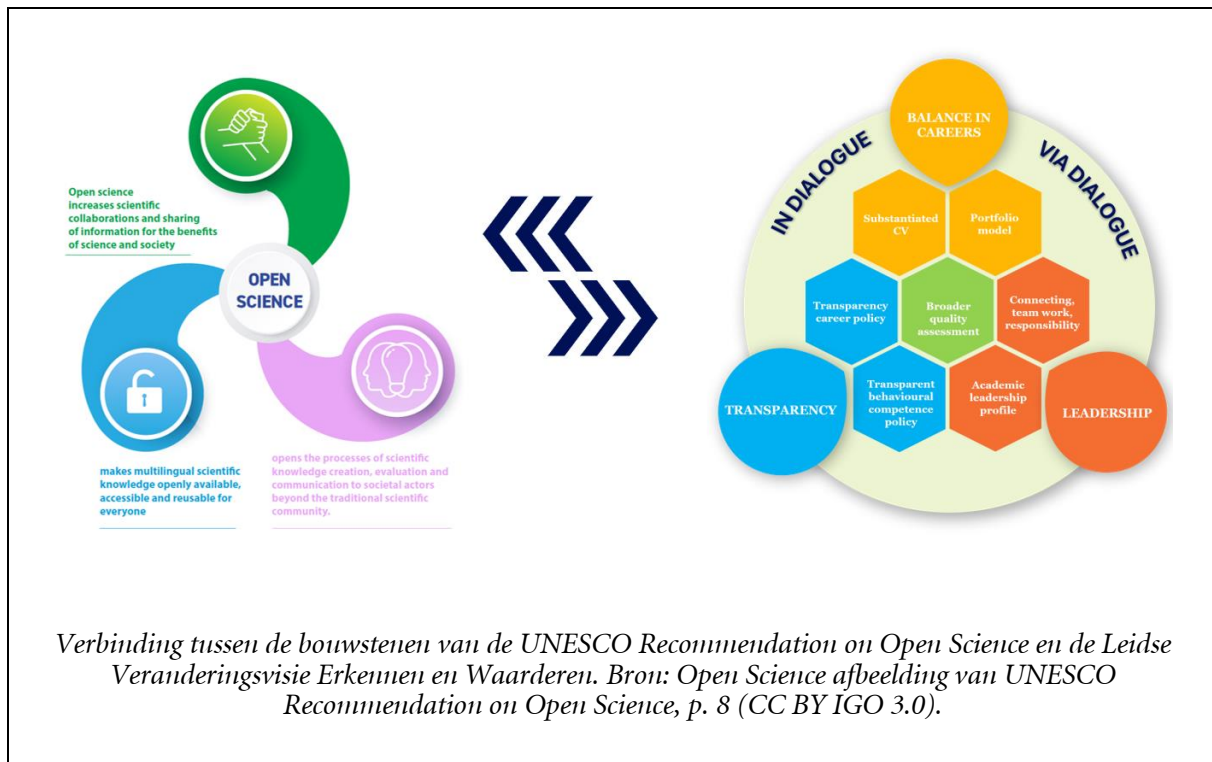 Open science
increases scientific
collaborations and sharing
of information for the benefits
of science and society
OPEN
SCIENCE
makes multilingual scientific
knowledge openly available,
accessible and reusable for
everyone
opens the processes of scientific
knowledge creation, evaluation and
communication to societal actors
beyond the traditional scientific
community.
BALANCE IN
CAREERS
IN DIALOGUE
VIA DIALOGUE
Substantiated
CV
Portfolio
model
Transparency
career policy
Broader
quality
assessment
Connecting,
team work,
responsibility
TRANSPARENCY
Transparent
behavioural
competence
policy
Academic
leadership
profile
LEADERSHIP
Verbinding tussen de bouwstenen van de UNESCO Recommendation on Open Science en de Leidse
Veranderingsvisie Erkennen en Waarderen. Bron: Open Science afbeelding van UNESCO
Recommendation on Open Science, p. 8 (CC BY IGO 3.0).